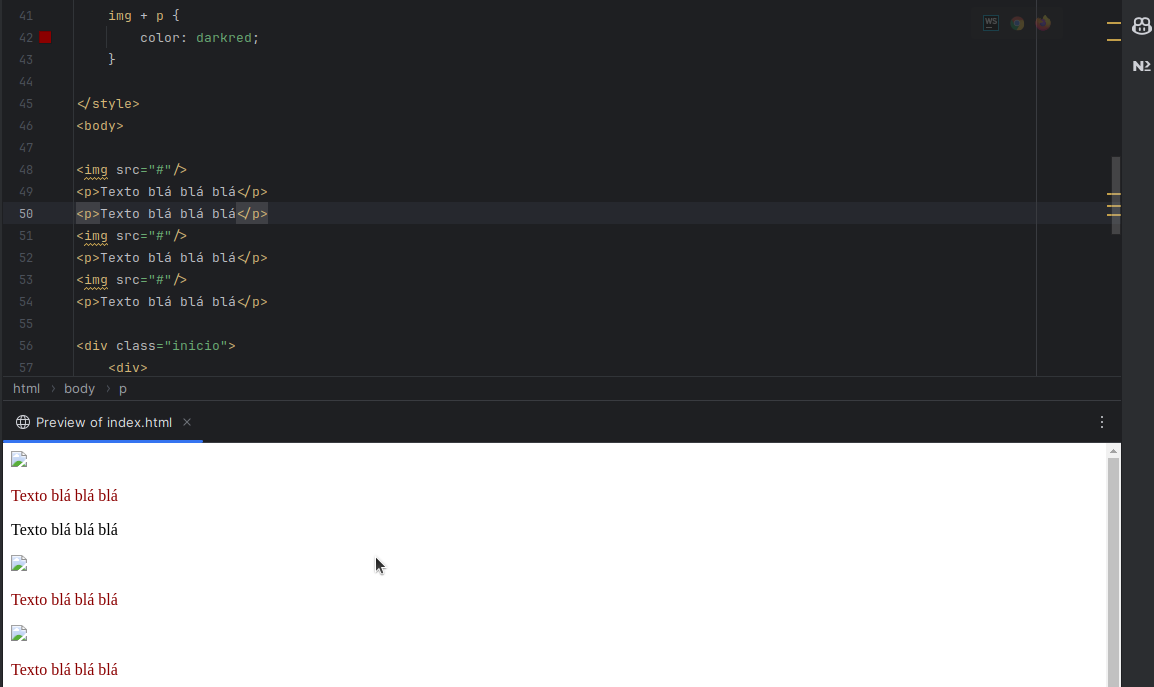 41 img + p {
WS
42 color: darkred;
43 }
44
45 </style>
46 <body>
47
48 <img src="#"/>
49 <p>Texto blá blá blá</p>
50 <p>Texto blá blá blá</p>
51 <img src="#"/>
52 <p>Texto blá blá blá</p>
53 <img src="#"/>
54 <p>Texto blá blá blá</p>
55
56 <div class="inicio">
57 <div>
html › body › p
Preview of index.html ×
Texto blá blá blá
Texto blá blá blá
Texto blá blá blá
Texto blá blá blá